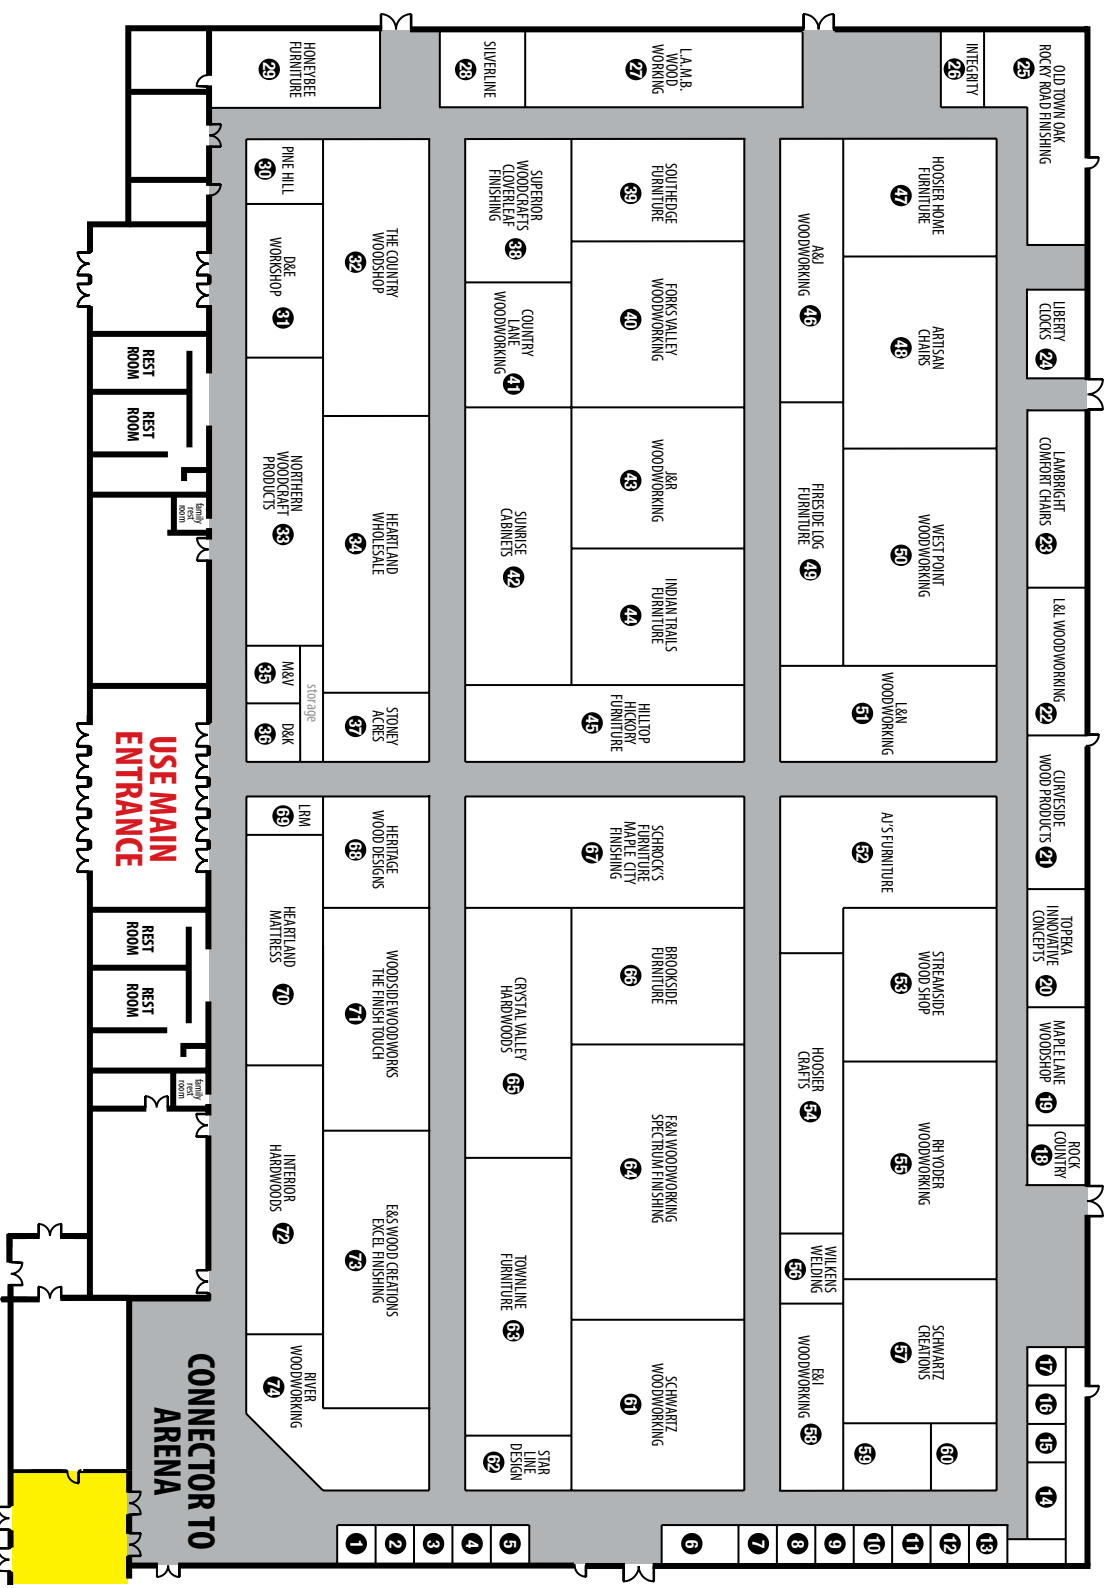 OLD TOWN OAK
ROCKY ROAD FINISHING
25
INTEGRITY
26
L.A.M.B.
WOOD
WORKING
27
SILVERLINE
28
HONEYBEE
FURNITURE
29
LIBERTY
CLOCKS
24
LAMBRIGHT
COMFORT CHAIRS
23
L&L WOODWORKING
22
CURVESIDE
WOOD PRODUCTS
21
TOPEKA
INNOVATIVE
CONCEPTS
20
MAPLE LANE
WOODSHOP
19
ROCK
COUNTRY
18
17
16
15
14
HOOSIER HOME
FURNITURE
47
ARTISAN
CHAIRS
48
WEST POINT
WOODWORKING
50
A&J
WOODWORKING
46
FIRESIDE LOG
FURNITURE
49
L&N
WOODWORKING
51
AJ'S FURNITURE
52
STREAMSIDE
WOOD SHOP
53
RH YODER
WOODWORKING
55
SCHWARTZ
CREATIONS
57
HOOSIER
CRAFTS
54
WILKENS
WELDING
56
E&I
WOODWORKING
58
59
60
SOUTHEDGE
FURNITURE
39
FORKS VALLEY
WOODWORKING
40
J&R
WOODWORKING
43
INDIAN TRAILS
FURNITURE
44
SUPERIOR
WOODCRAFTS
CLOVERLEAF
FINISHING
38
COUNTRY
LANE
WOODWORKING
41
SUNRISE
CABINETS
42
HILLTOP
HICKORY
FURNITURE
45
SCHROCK'S
FURNITURE
MAPLE CITY
FINISHING
67
BROOKSIDE
FURNITURE
66
F&N WOODWORKING
SPECTRUM FINISHING
64
SCHWARTZ
WOODWORKING
61
CRYSTAL VALLEY
HARDWOODS
65
TOWNLINE
FURNITURE
63
STAR
LINE
DESIGN
62
THE COUNTRY
WOODSHOP
32
HEARTLAND
WHOLESALE
34
STONEY
ACRES
37
PINE HILL
30
D&E
WORKSHOP
31
NORTHERN
WOODCRAFT
PRODUCTS
33
storage
M&V
35
D&K
36
HERITAGE
WOOD DESIGNS
68
LRM
69
WOODSIDE WOODWORKS
THE FINISH TOUCH
71
E&S WOOD CREATIONS
EXCEL FINISHING
73
HEARTLAND
MATTRESS
70
INTERIOR
HARDWOODS
72
RIVER
WOODWORKING
74
1
2
3
4
5
6
7
8
9
10
11
12
13
REST
ROOM
REST
ROOM
family
rest
room
USE MAIN
ENTRANCE
REST
ROOM
REST
ROOM
family
rest
room
CONNECTOR TO
ARENA